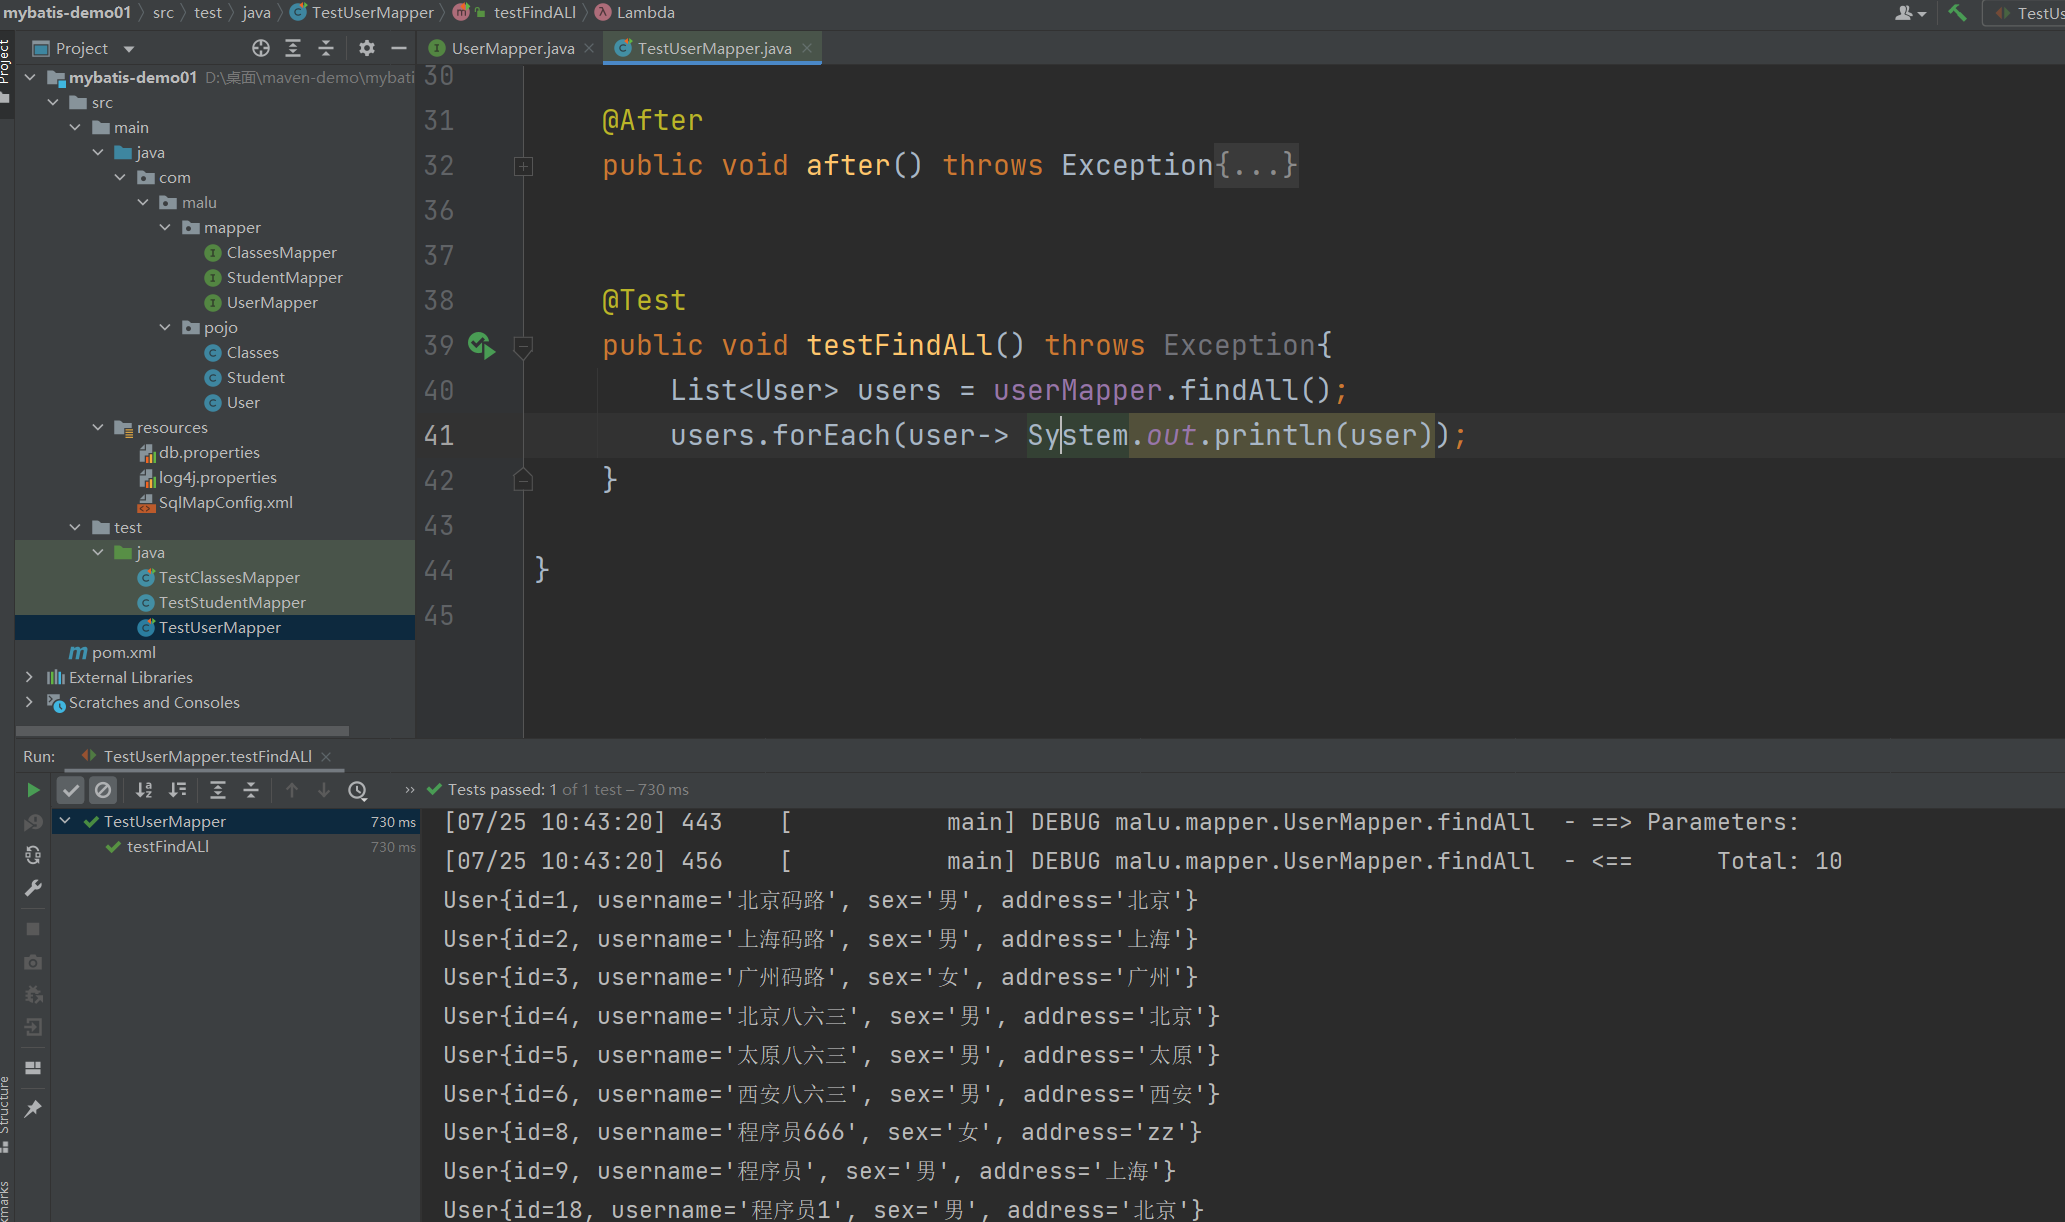 mybatis-demo01 src test java TestUserMapper testFindALl Lambda
TestUs
Project
Project
UserMapper.java
TestUserMapper.java
mybatis-demo01 D:\桌面\maven-demo\mybati
src
main
java
com
malu
mapper
ClassesMapper
StudentMapper
UserMapper
pojo
Classes
Student
User
resources
db.properties
log4j.properties
SqlMapConfig.xml
test
java
TestClassesMapper
TestStudentMapper
TestUserMapper
pom.xml
External Libraries
Scratches and Consoles
30
31 @After
32 public void after() throws Exception{...}
36
37
38 @Test
39 public void testFindALl() throws Exception{
40 List<User> users = userMapper.findAll();
41 users.forEach(user-> System.out.println(user));
42 }
43
44 }
45
Run: TestUserMapper.testFindALl
Tests passed: 1 of 1 test – 730 ms
TestUserMapper 730 ms
testFindALl 730 ms
[07/25 10:43:20] 443 [ main] DEBUG malu.mapper.UserMapper.findAll - ==> Parameters:
[07/25 10:43:20] 456 [ main] DEBUG malu.mapper.UserMapper.findAll - <== Total: 10
User{id=1, username='北京码路', sex='男', address='北京'}
User{id=2, username='上海码路', sex='男', address='上海'}
User{id=3, username='广州码路', sex='女', address='广州'}
User{id=4, username='北京八六三', sex='男', address='北京'}
User{id=5, username='太原八六三', sex='男', address='太原'}
User{id=6, username='西安八六三', sex='男', address='西安'}
User{id=8, username='程序员666', sex='女', address='zz'}
User{id=9, username='程序员', sex='男', address='上海'}
User{id=18, username='程序员1', sex='男', address='北京'}
Structure